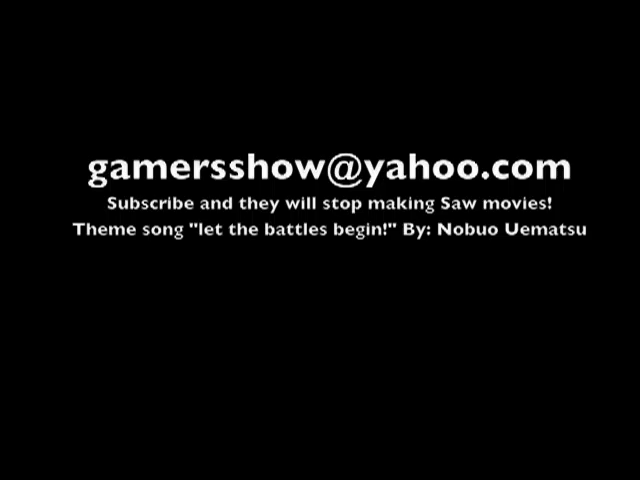 gamersshow@yahoo.com
Subscribe and they will stop making Saw movies!
Theme song "let the battles begin!" By: Nobuo Uematsu